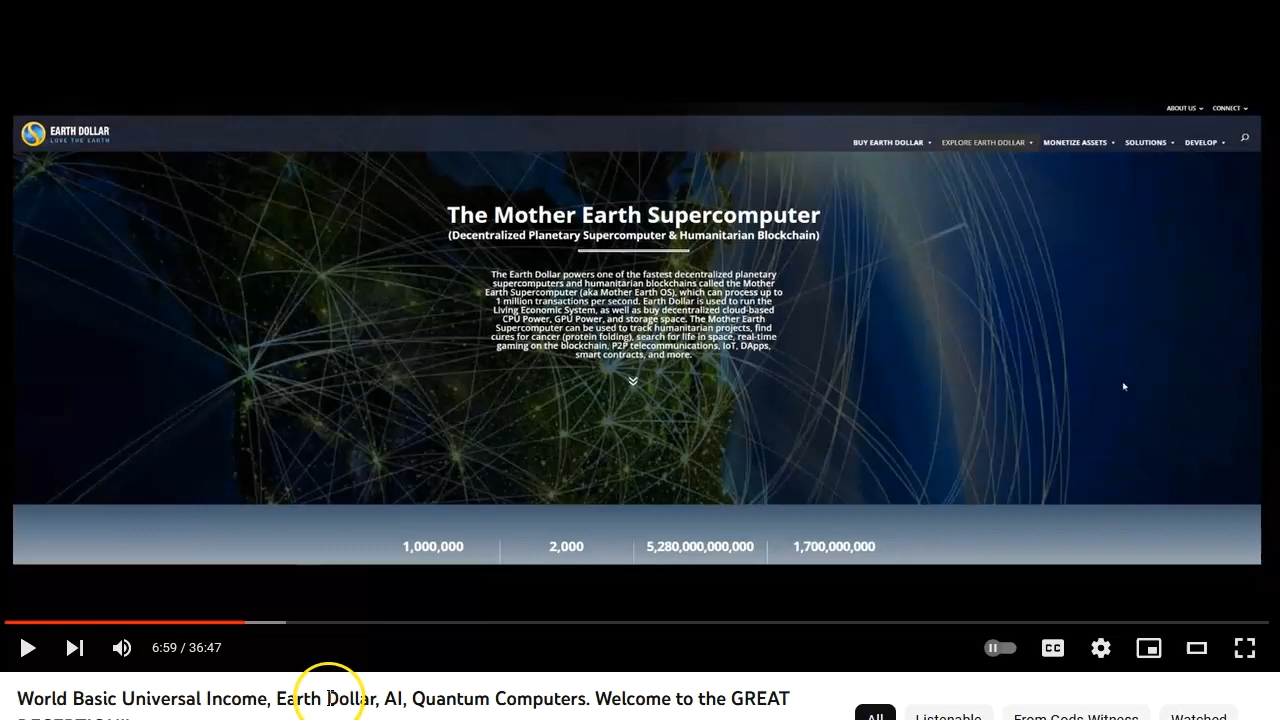 ABOUT US CONNECT
EARTH DOLLAR
LOVE THE EARTH
BUY EARTH DOLLAR EXPLORE EARTH DOLLAR MONETIZE ASSETS SOLUTIONS DEVELOP
The Mother Earth Supercomputer
(Decentralized Planetary Supercomputer & Humanitarian Blockchain)
The Earth Dollar powers one of the fastest decentralized planetary
supercomputers and humanitarian blockchains called the Mother
Earth Supercomputer (aka Mother Earth OS), which can process up to
1 million transactions per second. Earth Dollar is used to run the
Living Economic System, as well as buy decentralized cloud-based
CPU Power, GPU Power, and storage space. The Mother Earth
Supercomputer can be used to track humanitarian projects, find
cures for cancer (protein folding), search for life in space, real-time
gaming on the blockchain, P2P telecommunications, IoT, DApps,
smart contracts, and more.
1,000,000 2,000 5,280,000,000,000 1,700,000,000
6:59 / 36:47
CC
World Basic Universal Income, Earth Dollar, AI, Quantum Computers. Welcome to the GREAT
All Listenable From Gods Witness Watched